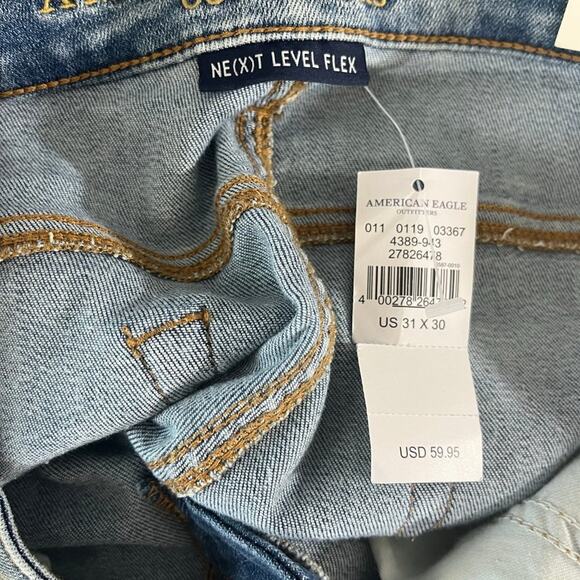 NE(X)T LEVEL FLEX
AMERICAN EAGLE
OUTFITTERS
011 0119 03367
4389-943
27826478
US 31 X 30
USD 59.95